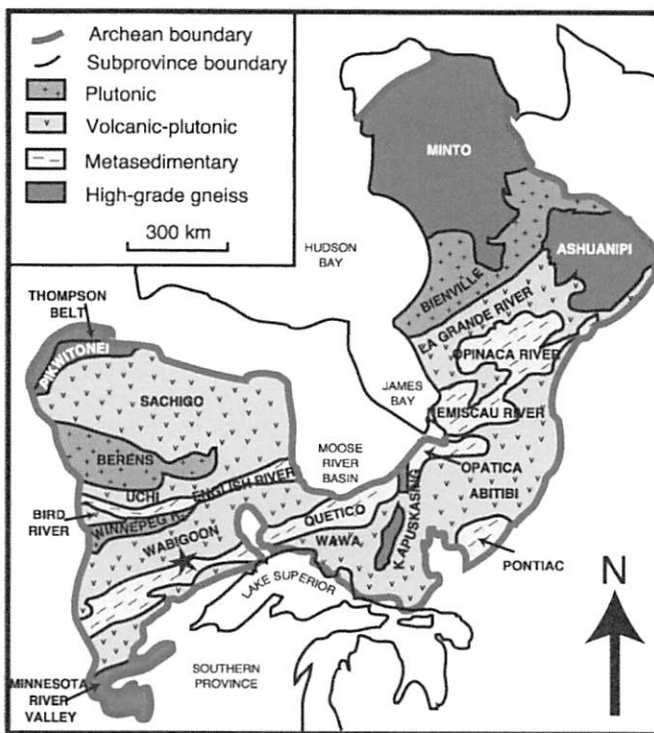 Archean boundary
Subprovince boundary
Plutonic
Volcanic-plutonic
Metasedimentary
High-grade gneiss
300 km
MINTO
HUDSON
BAY
ASHUANIPI
BIENVILLE
LA GRANDE RIVER
THOMPSON
BELT
PIKWITONEI
OPINACA RIVER
SACHIGO
JAMES
BAY
NEMISCAU RIVER
BERENS
MOOSE
RIVER
BASIN
OPATICA
UCHI
ENGLISH RIVER
ABITIBI
BIRD
RIVER
WINNEPEG R.
QUETICO
KAPUSKASING
WABIGOON
WAWA
PONTIAC
LAKE SUPERIOR
N
SOUTHERN
PROVINCE
MINNESOTA
RIVER
VALLEY